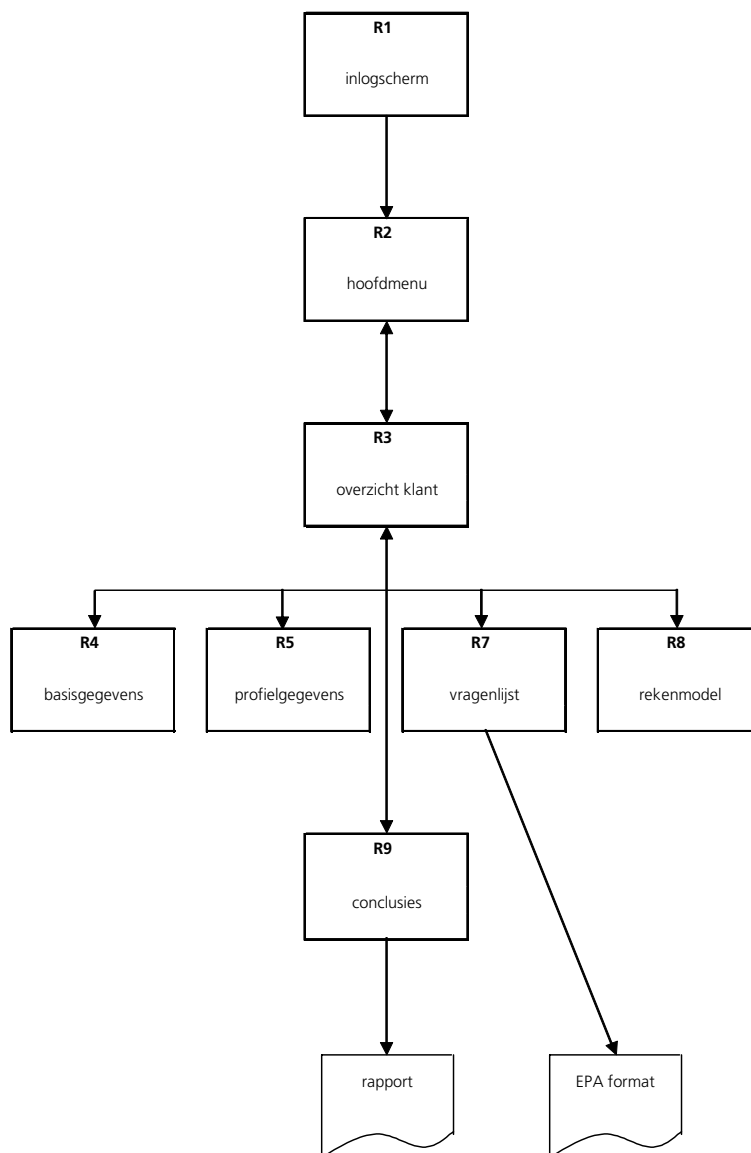 R1
inlogscherm
R2
hoofdmenu
R3
overzicht klant
R4
basisgegevens
R5
profielgegevens
R7
vragenlijst
R8
rekenmodel
R9
conclusies
rapport
EPA format